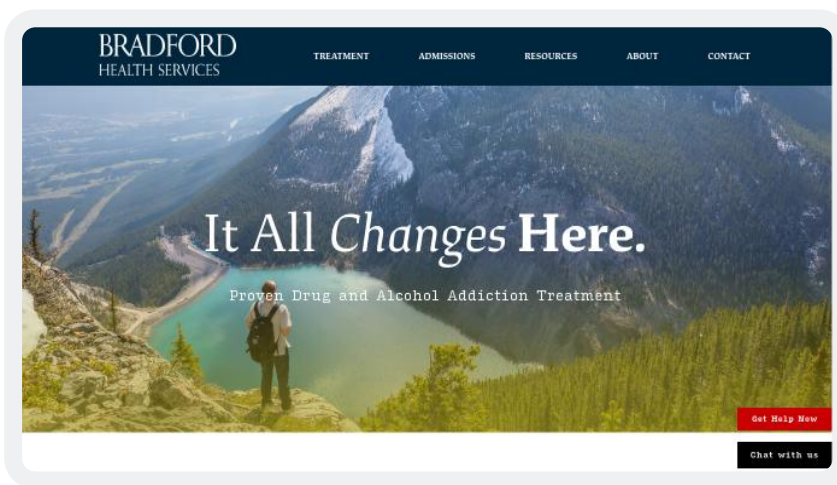 BRADFORD
HEALTH SERVICES
TREATMENT ADMISSIONS RESOURCES ABOUT CONTACT
It All Changes Here.
Proven Drug and Alcohol Addiction Treatment
Get Help Now
Chat with us